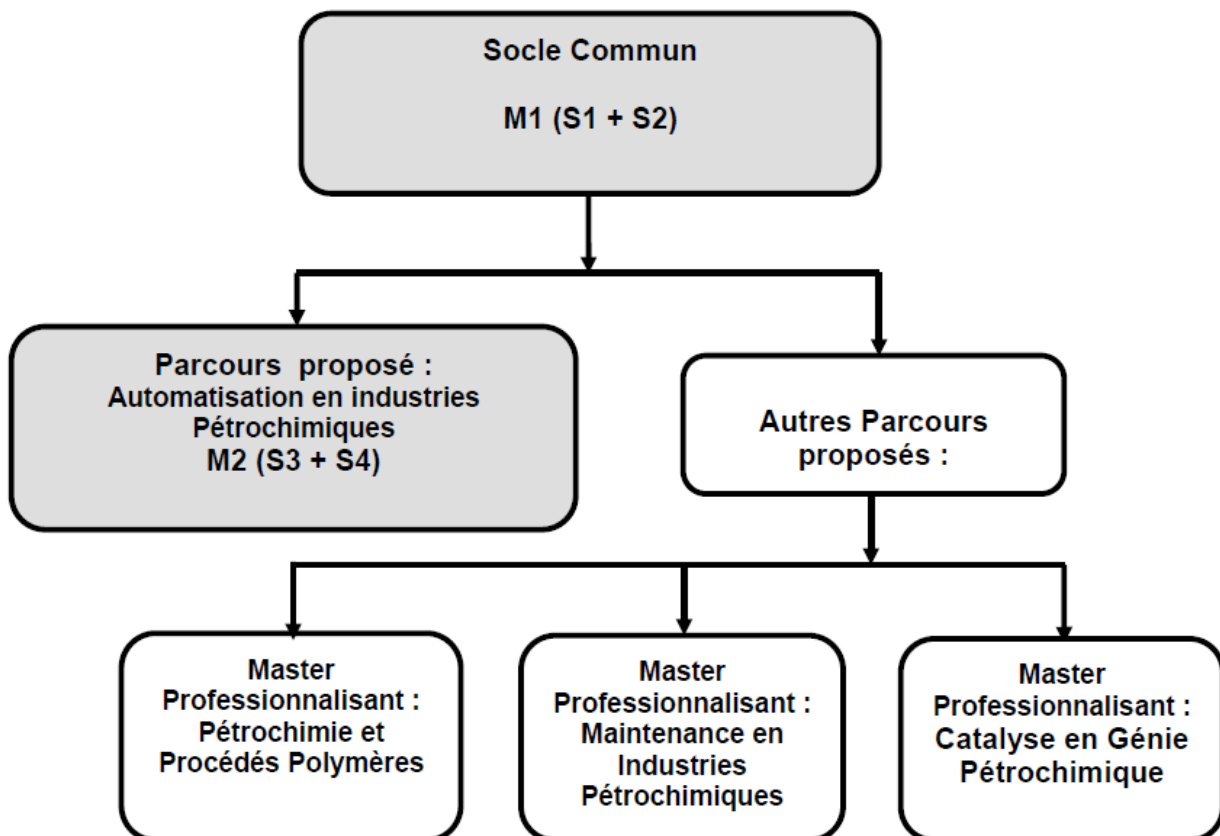 Socle Commun
M1 (S1 + S2)
Parcours proposé :
Automatisation en industries
Pétrochimiques
M2 (S3 + S4)
Autres Parcours
proposés :
Master
Professionnalisant :
Pétrochimie et
Procédés Polymères
Master
Professionnalisant :
Maintenance en
Industries
Pétrochimiques
Master
Professionnalisant :
Catalyse en Génie
Pétrochimique